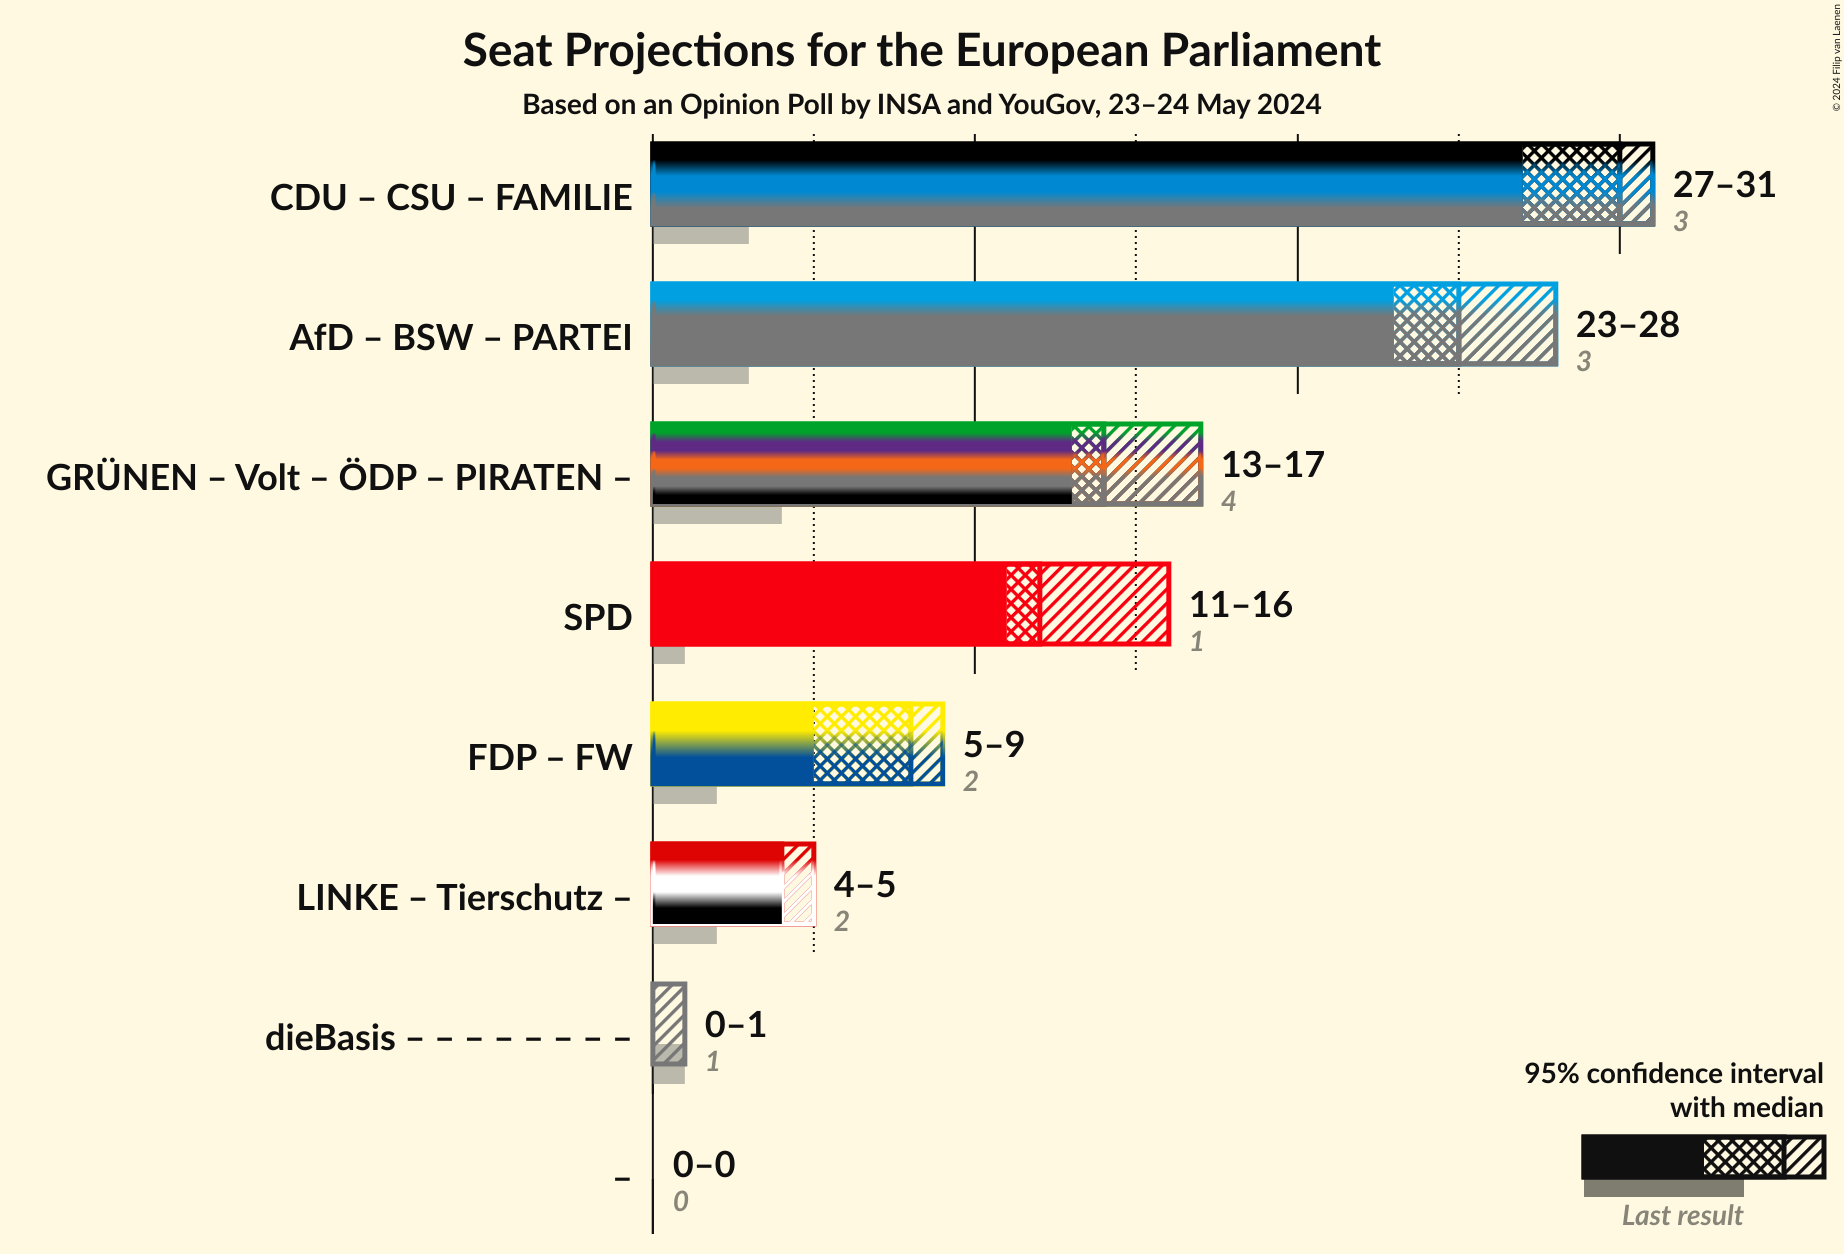 Seat Projections for the European Parliament
Based on an Opinion Poll by INSA and YouGov, 23–24 May 2024
© 2024 Filip van Laenen
CDU – CSU – FAMILIE
27–31
3
AfD – BSW – PARTEI
23–28
3
GRÜNEN – Volt – ÖDP – PIRATEN –
13–17
4
SPD
11–16
1
FDP – FW
5–9
2
LINKE – Tierschutz –
4–5
2
dieBasis – – – – – – – –
0–1
1
–
0–0
0
95% confidence interval
with median
Last result